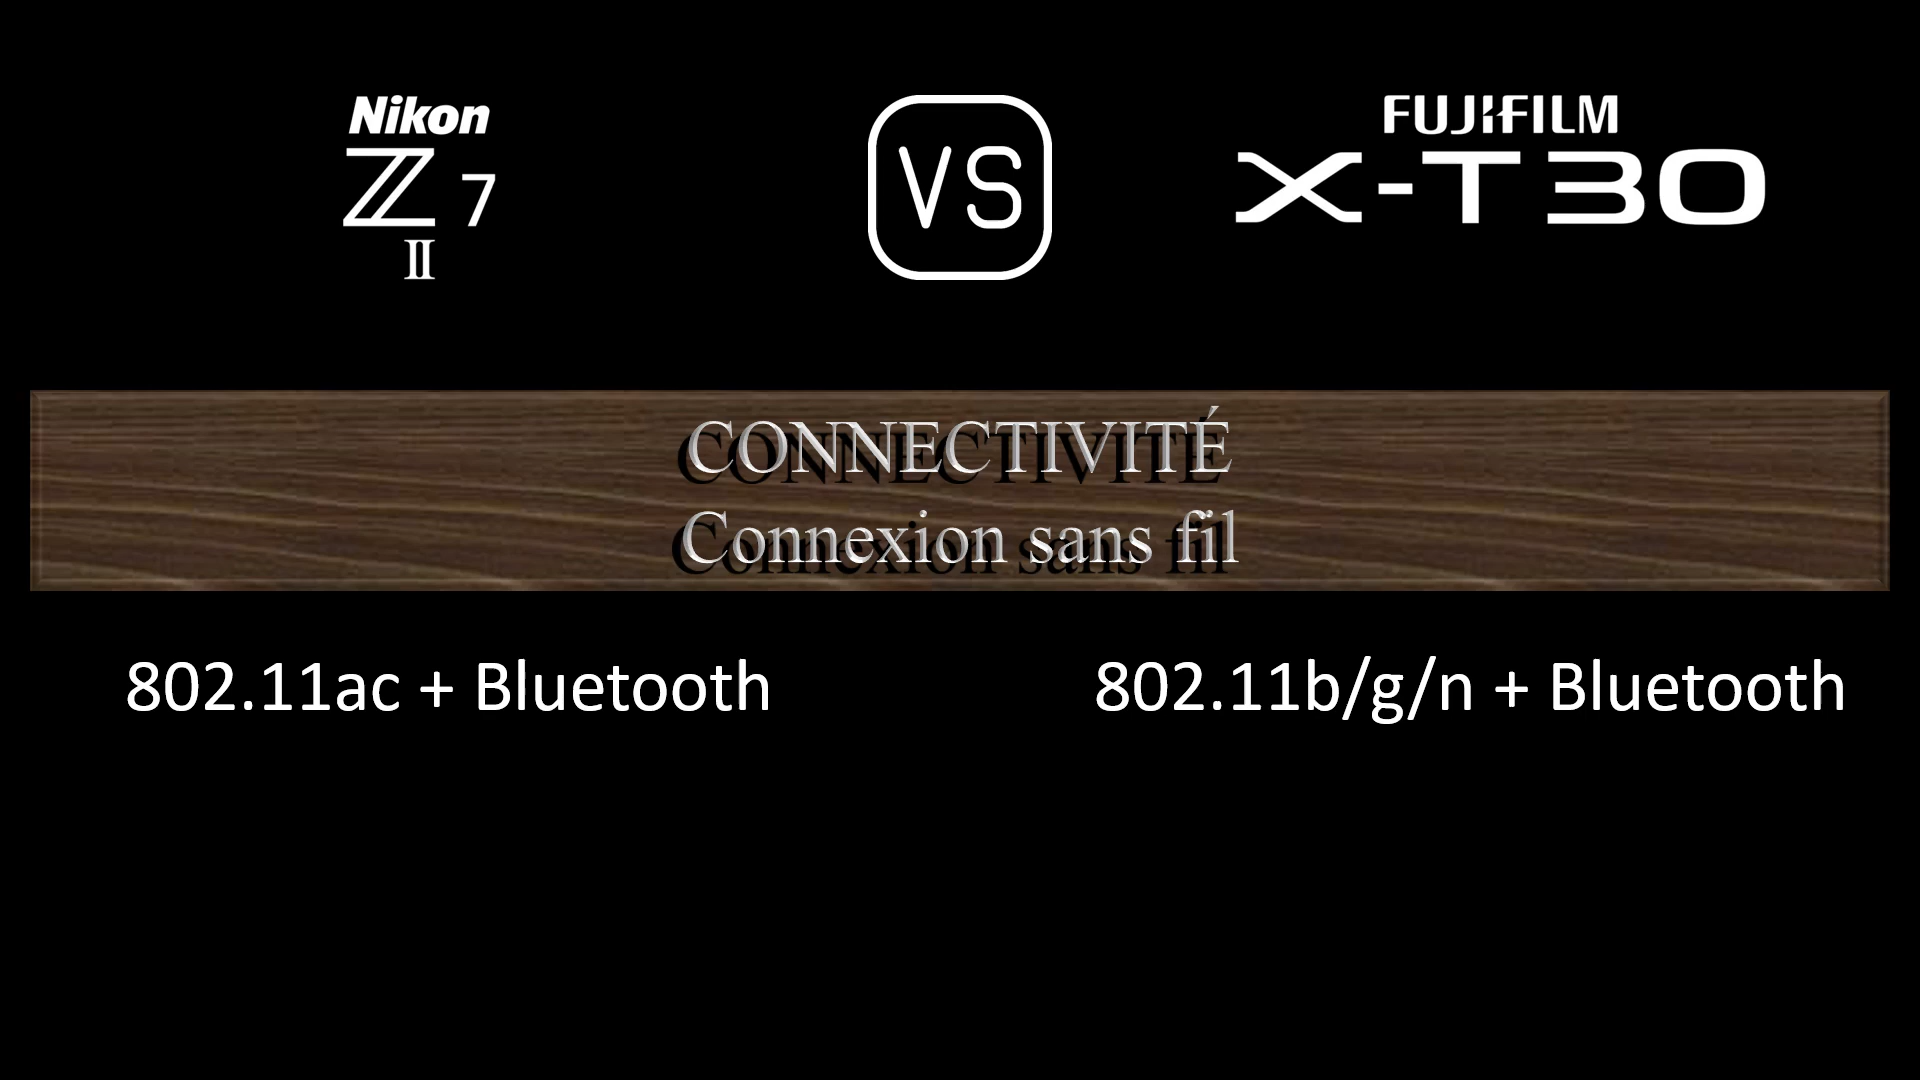 Nikon
Z 7
II
VS
FUJIFILM
X-T30
CONNECTIVITÉ
Connexion sans fil
802.11ac + Bluetooth
802.11b/g/n + Bluetooth